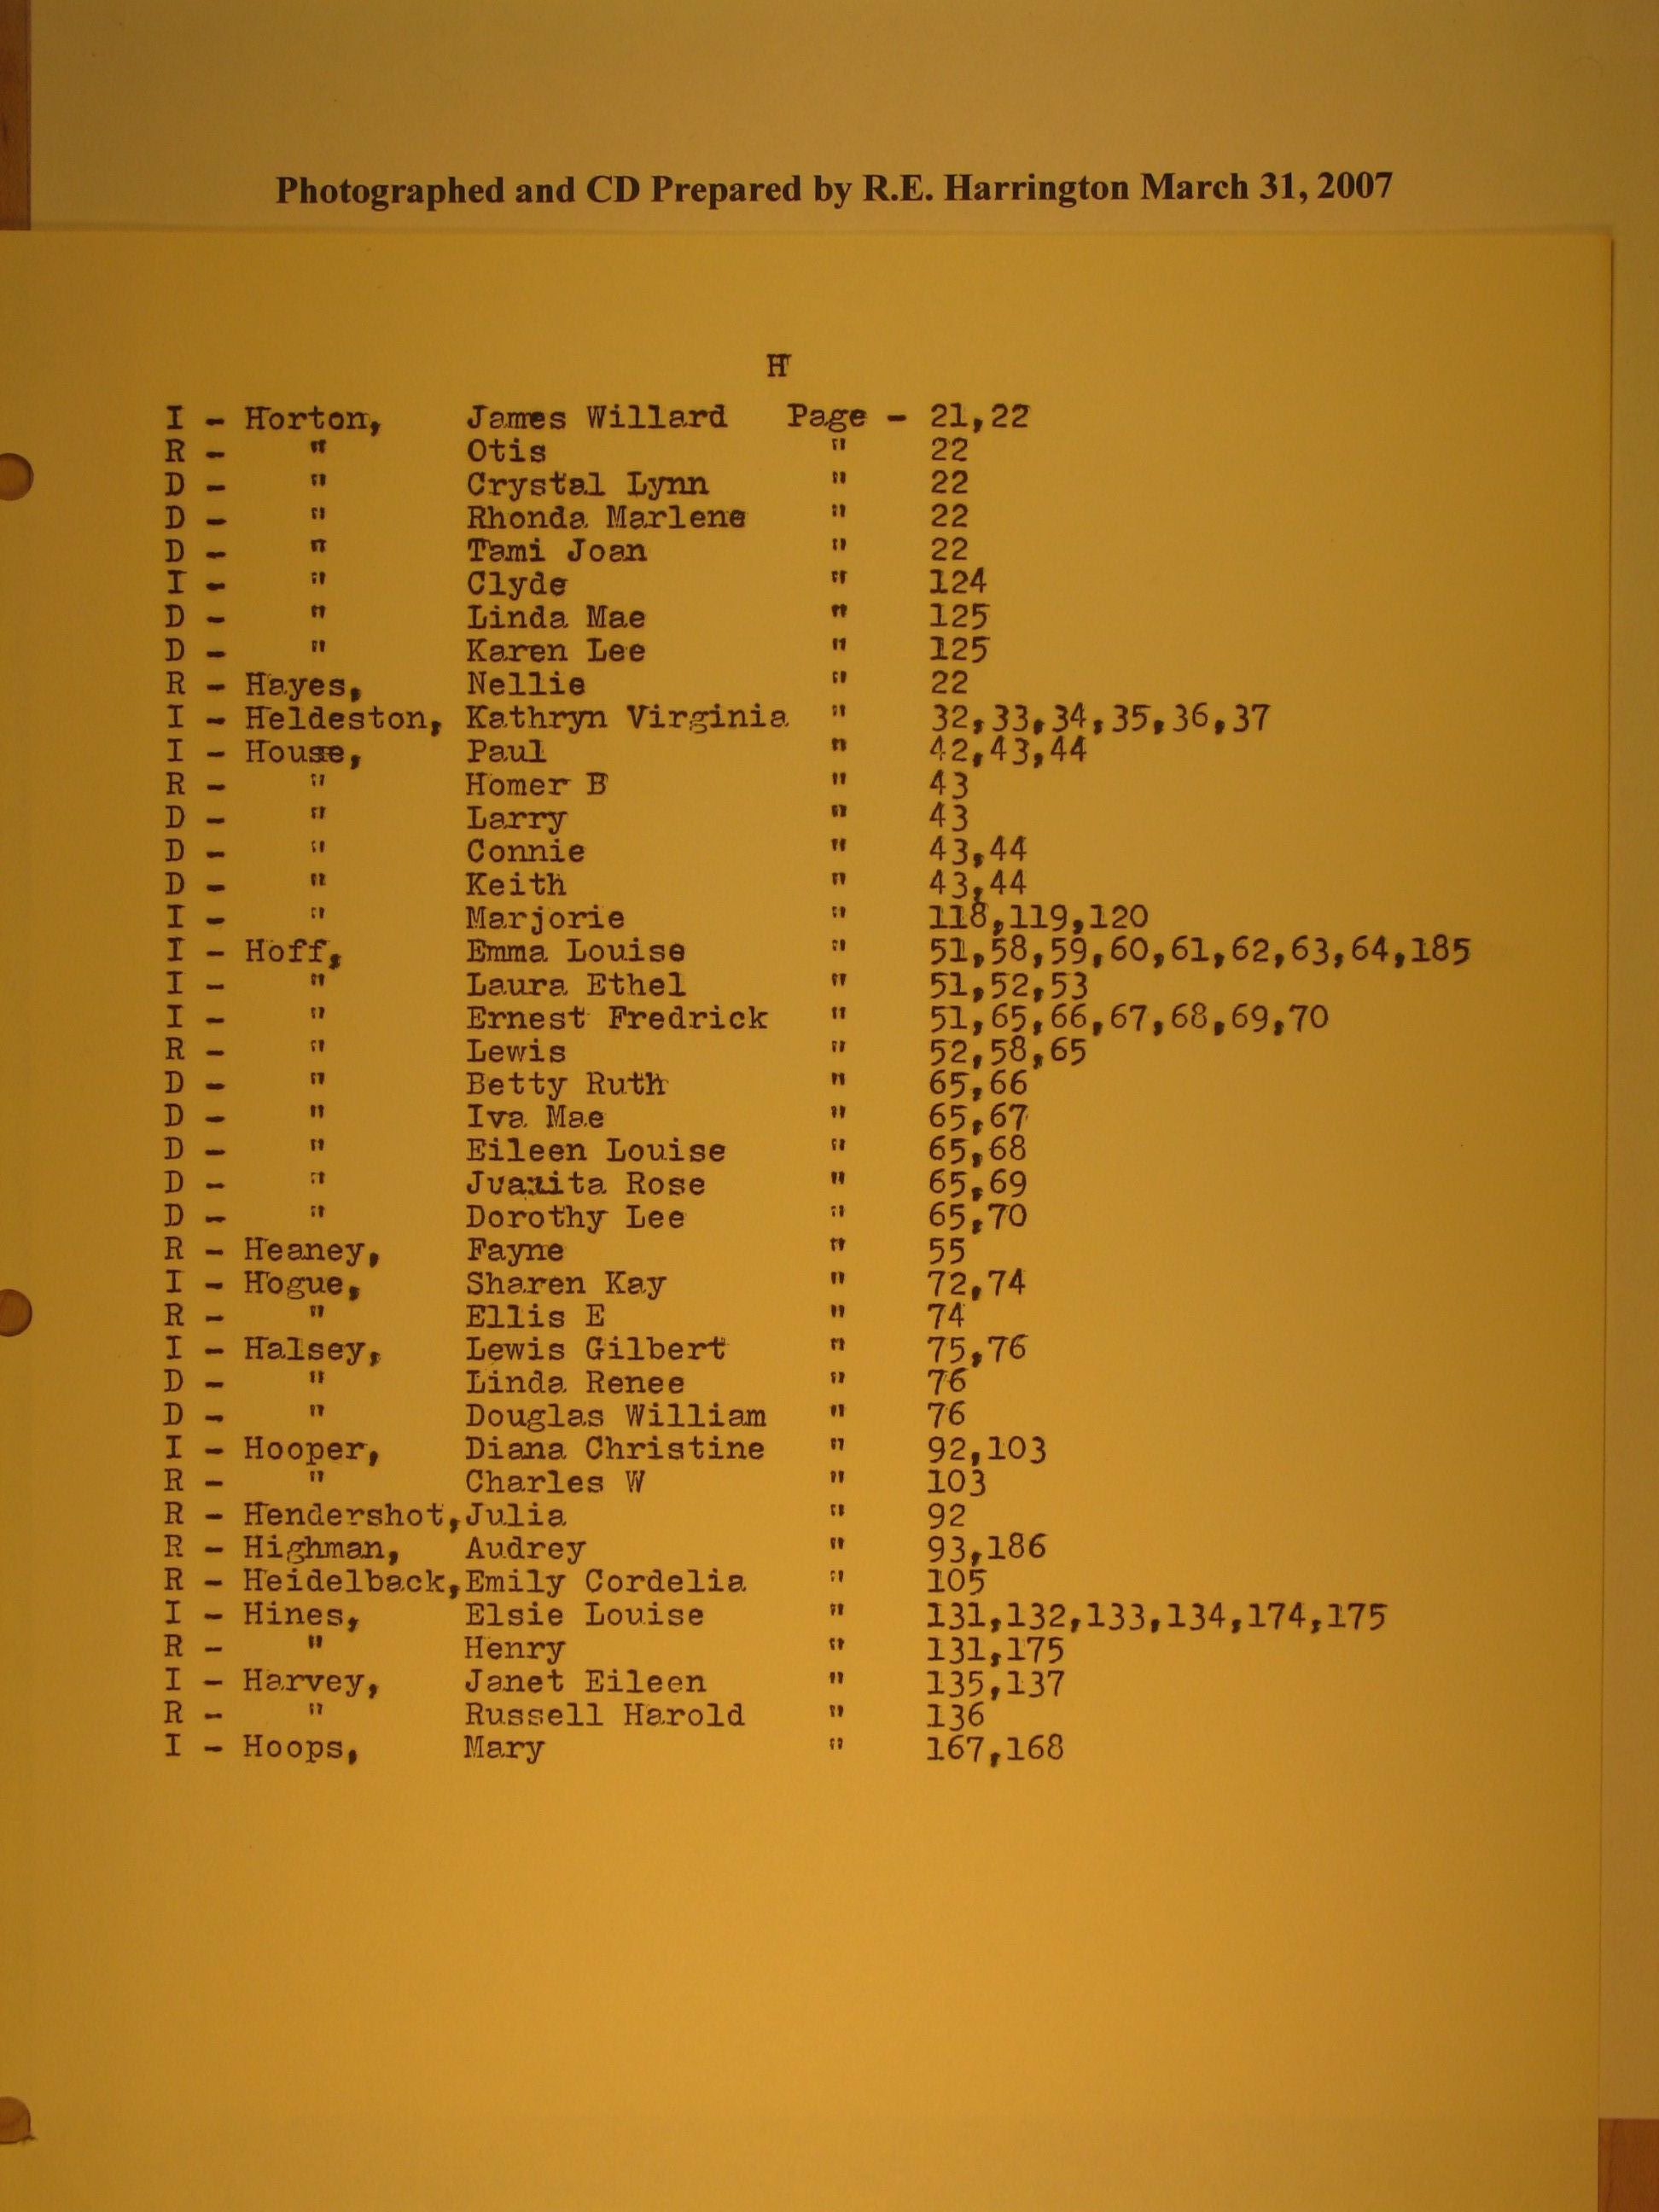 Photographed and CD Prepared by R.E. Harrington March 31, 2007
H
I - Horton, James Willard Page - 21,22
R - " Otis " 22
D - " Crystal Lynn " 22
D - " Rhonda Marlene " 22
D - " Tami Joan " 22
I - " Clyde " 124
D - " Linda Mae " 125
D - " Karen Lee " 125
R - Hayes, Nellie " 22
I - Heldeston, Kathryn Virginia " 32,33,34,35,36,37
I - House, Paul " 42,43,44
R - " Homer B " 43
D - " Larry " 43
D - " Connie " 43,44
D - " Keith " 43,44
I - " Marjorie " 118,119,120
I - Hoff, Emma Louise " 51,58,59,60,61,62,63,64,185
I - " Laura Ethel " 51,52,53
I - " Ernest Fredrick " 51,65,66,67,68,69,70
R - " Lewis " 52,58,65
D - " Betty Ruth " 65,66
D - " Iva Mae " 65,67
D - " Eileen Louise " 65,68
D - " Juanita Rose " 65,69
D - " Dorothy Lee " 65,70
R - Heaney, Fayne " 55
I - Hogue, Sharen Kay " 72,74
R - " Ellis E " 74
I - Halsey, Lewis Gilbert " 75,76
D - " Linda Renee " 76
D - " Douglas William " 76
I - Hooper, Diana Christine " 92,103
R - " Charles W " 103
R - Hendershot, Julia " 92
R - Highman, Audrey " 93,186
R - Heidelback, Emily Cordelia " 105
I - Hines, Elsie Louise " 131,132,133,134,174,175
R - " Henry " 131,175
I - Harvey, Janet Eileen " 135,137
R - " Russell Harold " 136
I - Hoops, Mary " 167,168